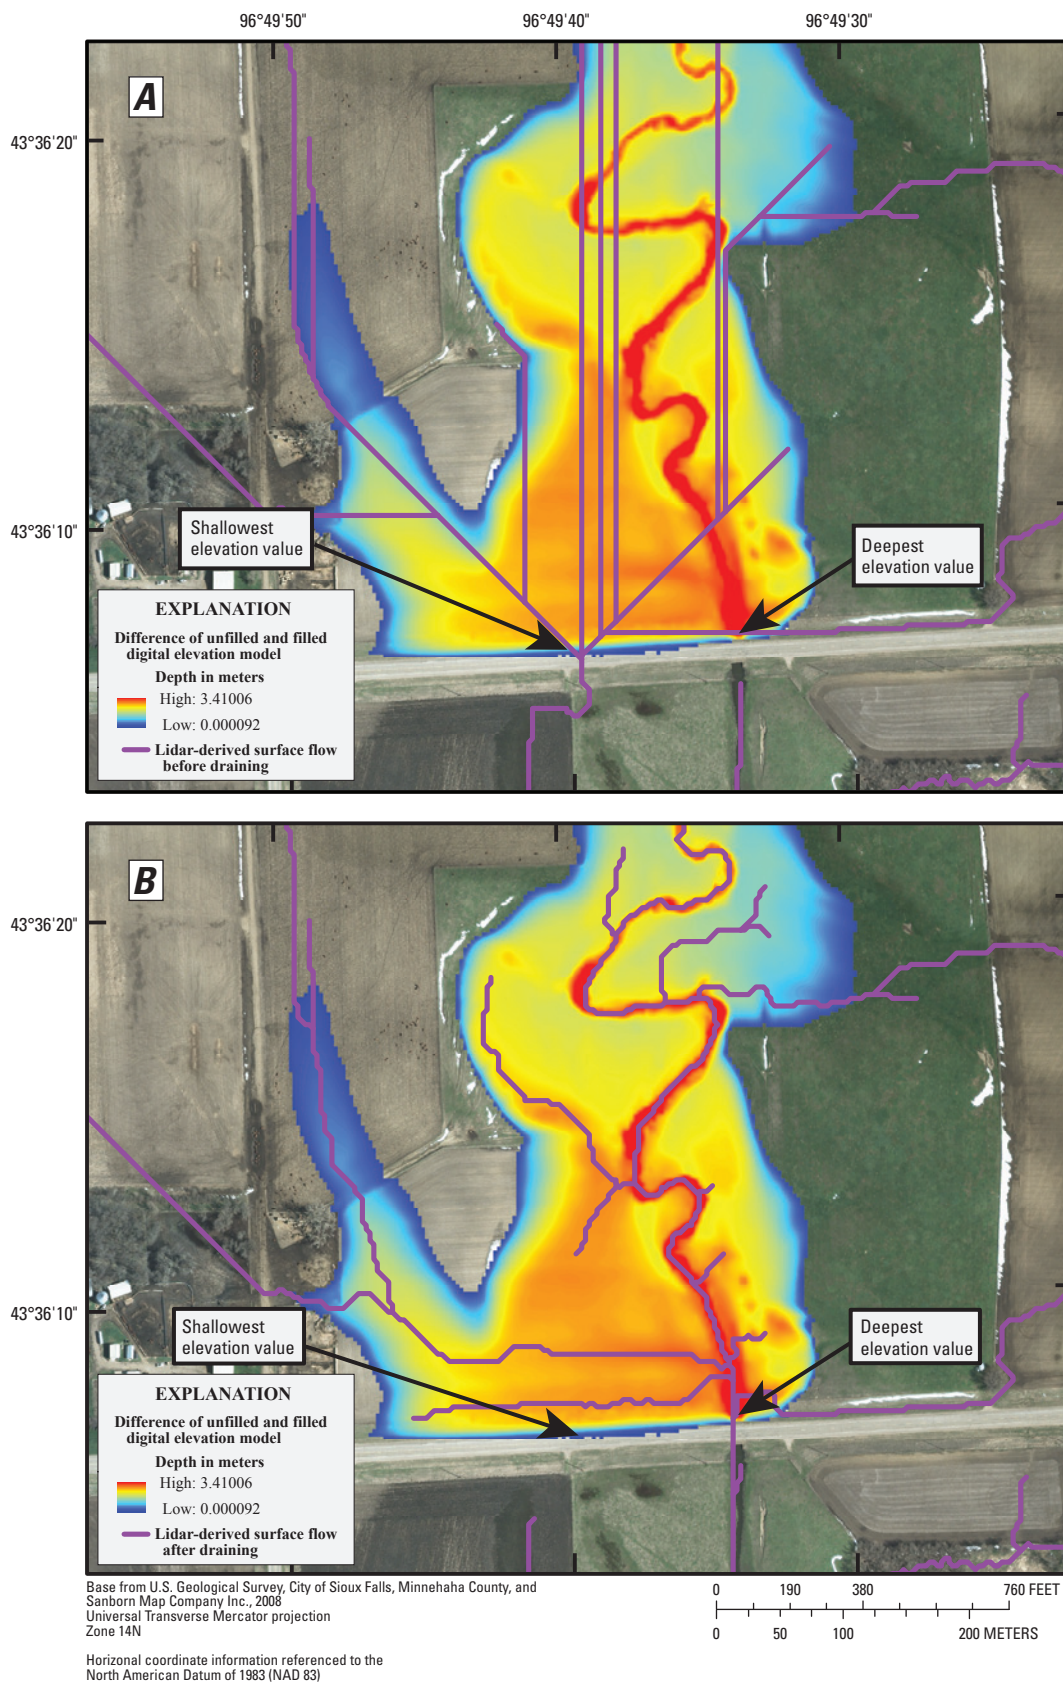 96°49'50" 96°49'40" 96°49'30"
A
43°36'20"
43°36'10"
Shallowest
elevation value
Deepest
elevation value
EXPLANATION
Difference of unfilled and filled
digital elevation model
Depth in meters
High: 3.41006
Low: 0.000092
Lidar-derived surface flow
before draining
B
43°36'20"
43°36'10"
Shallowest
elevation value
Deepest
elevation value
EXPLANATION
Difference of unfilled and filled
digital elevation model
Depth in meters
High: 3.41006
Low: 0.000092
Lidar-derived surface flow
after draining
Base from U.S. Geological Survey, City of Sioux Falls, Minnehaha County, and
Sanborn Map Company Inc., 2008
Universal Transverse Mercator projection
Zone 14N
Horizonal coordinate information referenced to the
North American Datum of 1983 (NAD 83)
0 190 380 760 FEET
0 50 100 200 METERS